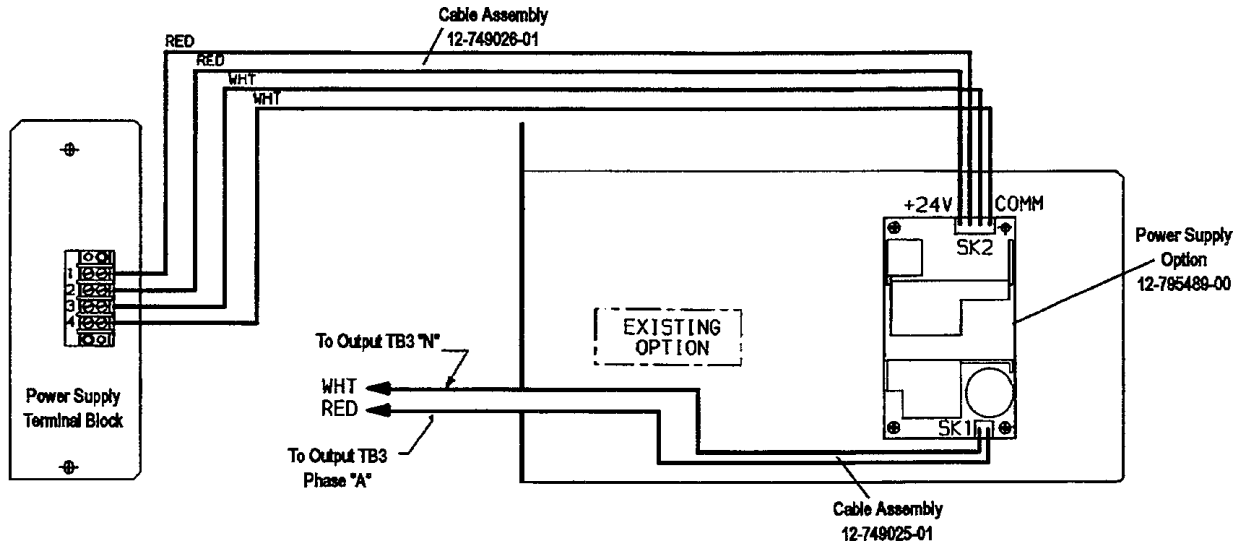 Cable Assembly
12-749026-01
RED
RED
WHT
WHT
+24V
COMM
SK2
Power Supply
Option
12-795489-00
1
2
3
4
EXISTING
OPTION
To Output TB3 "N"
WHT
RED
Power Supply
Terminal Block
SK1
To Output TB3
Phase "A"
Cable Assembly
12-749025-01